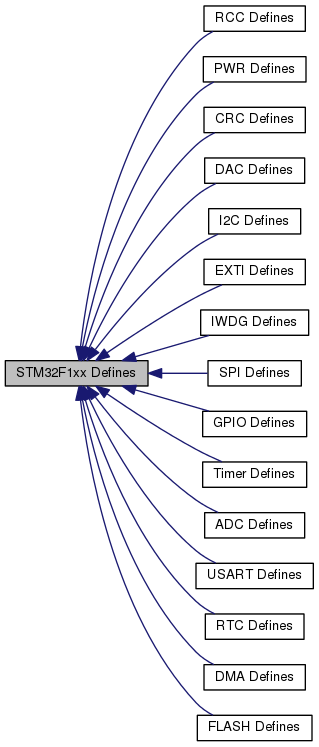 RCC Defines
PWR Defines
CRC Defines
DAC Defines
I2C Defines
EXTI Defines
IWDG Defines
STM32F1xx Defines
SPI Defines
GPIO Defines
Timer Defines
ADC Defines
USART Defines
RTC Defines
DMA Defines
FLASH Defines